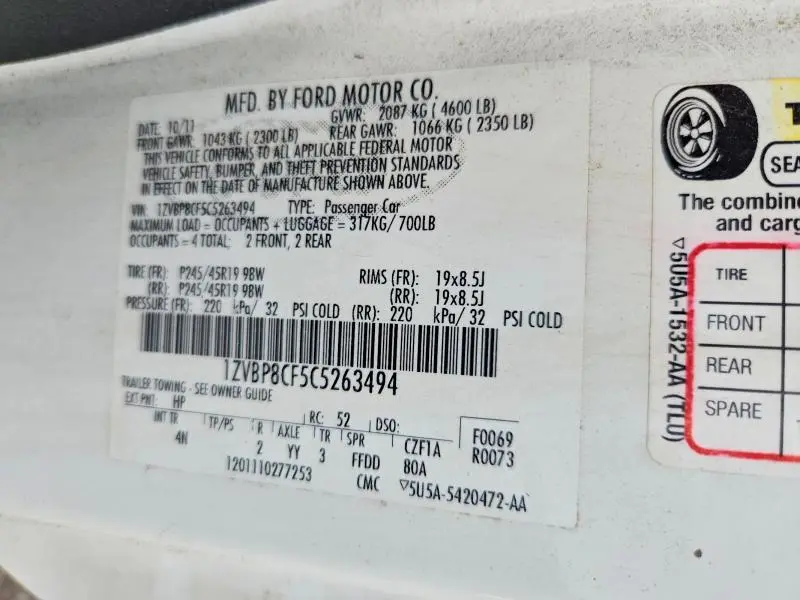 MFD. BY FORD MOTOR CO.
DATE: 10/11
GVWR: 2087 KG ( 4600 LB)
FRONT GAWR: 1043 KG ( 2300 LB)
REAR GAWR: 1066 KG ( 2350 LB)
THIS VEHICLE CONFORMS TO ALL APPLICABLE FEDERAL MOTOR
VEHICLE SAFETY, BUMPER, AND THEFT PREVENTION STANDARDS
IN EFFECT ON THE DATE OF MANUFACTURE SHOWN ABOVE.
VIN: 1ZVBP8CF5C5263494 TYPE: Passenger Car
MAXIMUM LOAD = OCCUPANTS + LUGGAGE = 317KG/ 700LB
OCCUPANTS = 4 TOTAL: 2 FRONT, 2 REAR
TIRE (FR): P245/45R19 98W RIMS (FR): 19x8.5J
(RR): P245/45R19 98W (RR): 19x8.5J
PRESSURE (FR): 220 kPa/ 32 PSI COLD (RR): 220 kPa/ 32 PSI COLD
1ZVBP8CF5C5263494
TRAILER TOWING - SEE OWNER GUIDE
EXT PNT: HP RC: 52 DSO: F0069
INT TR TP/PS R AXLE TR SPR CZF1A R0073
4N 2 YY 3 FFDD 80A
1201110277253 CMC ▽5U5A-5420472-AA
T
SEA
The combine
and carg
TIRE
FRONT
REAR
SPARE
▽5U5A-1532-AA (TLU)